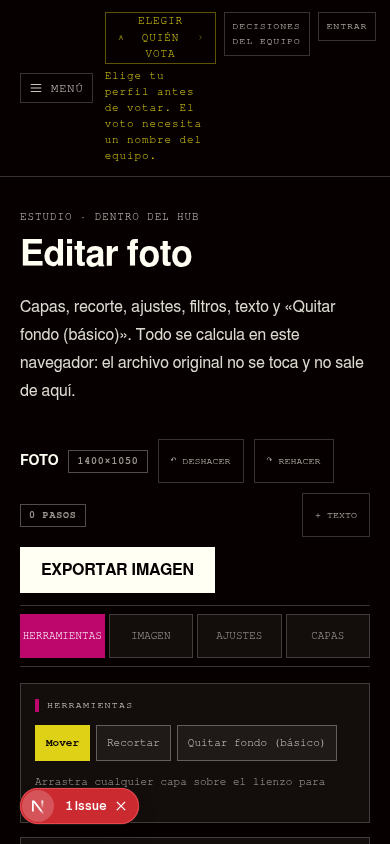 ELEGIR
^ QUIÉN ›
VOTA
DECISIONES
DEL EQUIPO
ENTRAR
☰ MENÚ
Elige tu
perfil antes
de votar. El
voto necesita
un nombre del
equipo.
ESTUDIO · DENTRO DEL HUB
Editar foto
Capas, recorte, ajustes, filtros, texto y «Quitar
fondo (básico)». Todo se calcula en este
navegador: el archivo original no se toca y no sale
de aquí.
FOTO 1400×1050 ↶ DESHACER ↷ REHACER
0 PASOS + TEXTO
EXPORTAR IMAGEN
HERRAMIENTAS IMAGEN AJUSTES CAPAS
HERRAMIENTAS
Mover Recortar Quitar fondo (básico)
Arrastra cualquier capa sobre el lienzo para
N 1 Issue ×